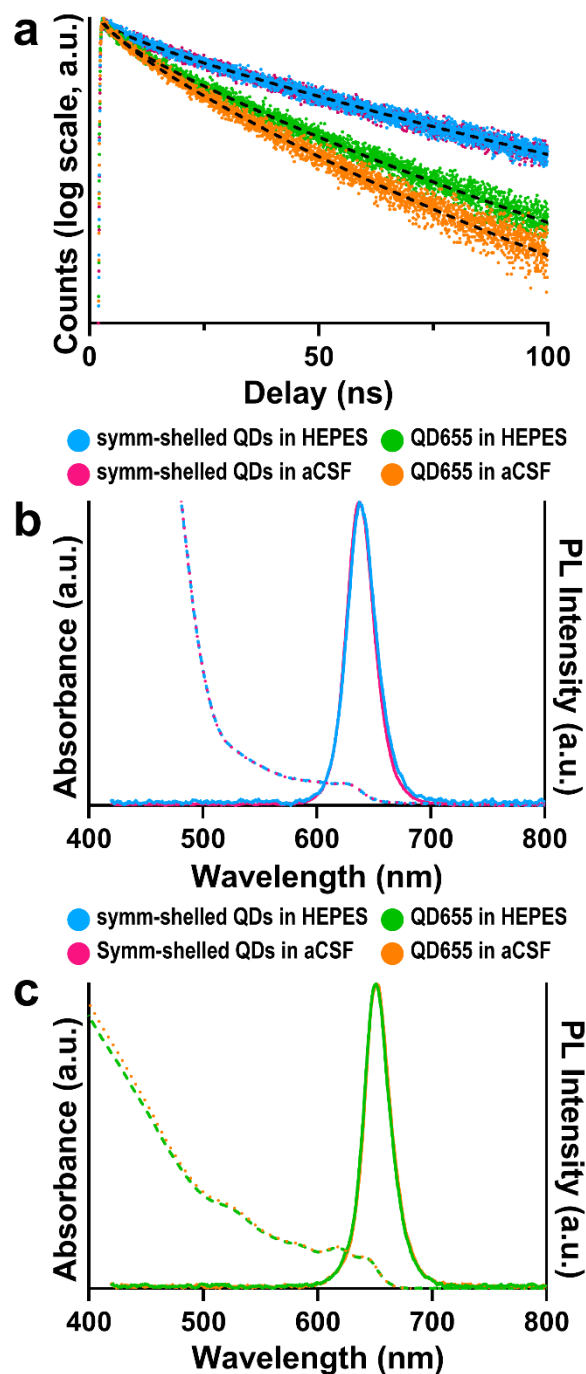 a
Counts (log scale, a.u.)
0
50
100
Delay (ns)
symm-shelled QDs in HEPES
QD655 in HEPES
symm-shelled QDs in aCSF
QD655 in aCSF
b
Absorbance (a.u.)
PL Intensity (a.u.)
400
500
600
700
800
Wavelength (nm)
symm-shelled QDs in HEPES
QD655 in HEPES
Symm-shelled QDs in aCSF
QD655 in aCSF
c
Absorbance (a.u.)
PL Intensity (a.u.)
400
500
600
700
800
Wavelength (nm)